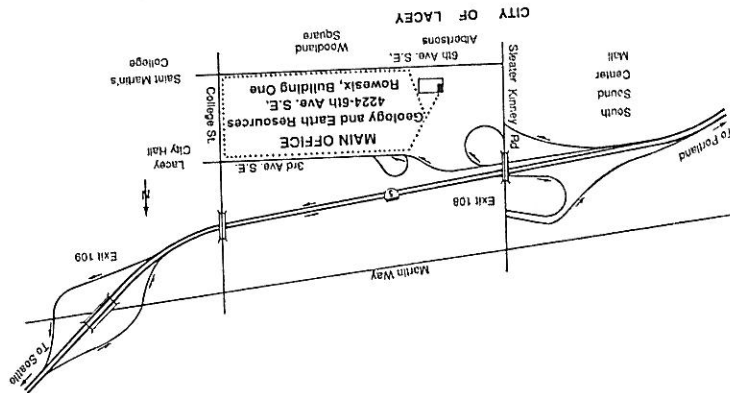 To Seattle
Martin Way
Exit 109
Exit 108
5
N
To Portland
Lacey
City Hall
3rd Ave S.E.
MAIN OFFICE
Geology and Earth Resources
4224-6th Ave. S.E.
Rowesix, Building One
College St.
Sleater Kinney Rd
South
Sound
Center
Mall
6th Ave. S.E.
Albertsons
Woodland
Square
Saint Martin's
College
CITY OF LACEY